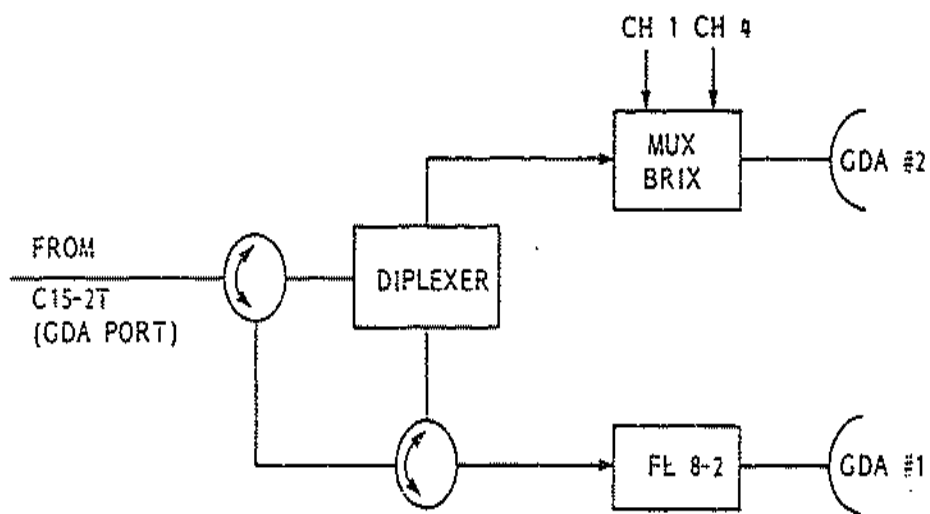 CH 1 CH 4
MUX
BRIX
GDA #2
FROM
C15-2T
(GDA PORT)
DIPLEXER
FL 8-2
GDA #1